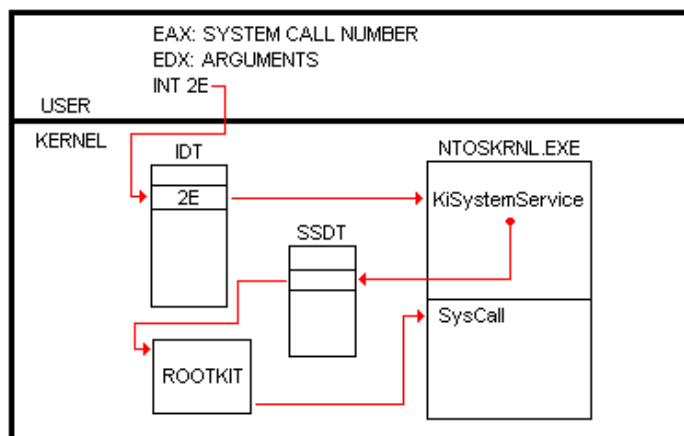 EAX: SYSTEM CALL NUMBER
EDX: ARGUMENTS
INT 2E
USER
KERNEL
IDT
NTOSKRNL.EXE
2E
KiSystemService
SSDT
SysCall
ROOTKIT